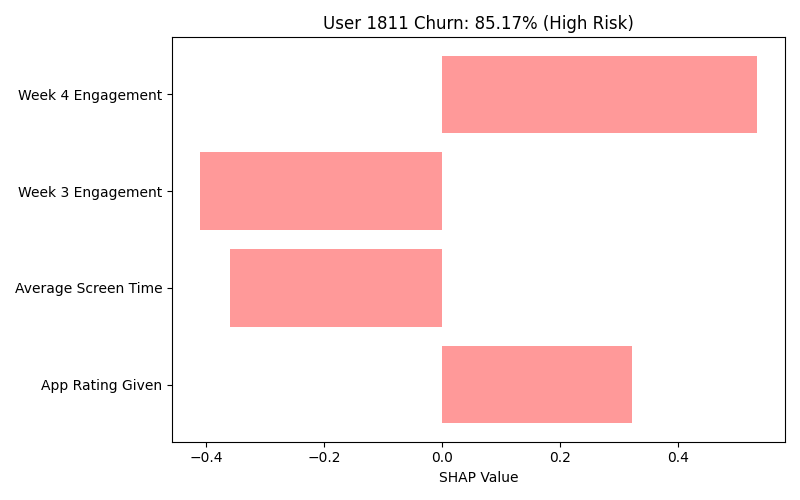 User 1811 Churn: 85.17% (High Risk)
Week 4 Engagement
Week 3 Engagement
Average Screen Time
App Rating Given
−0.4 −0.2 0.0 0.2 0.4
SHAP Value